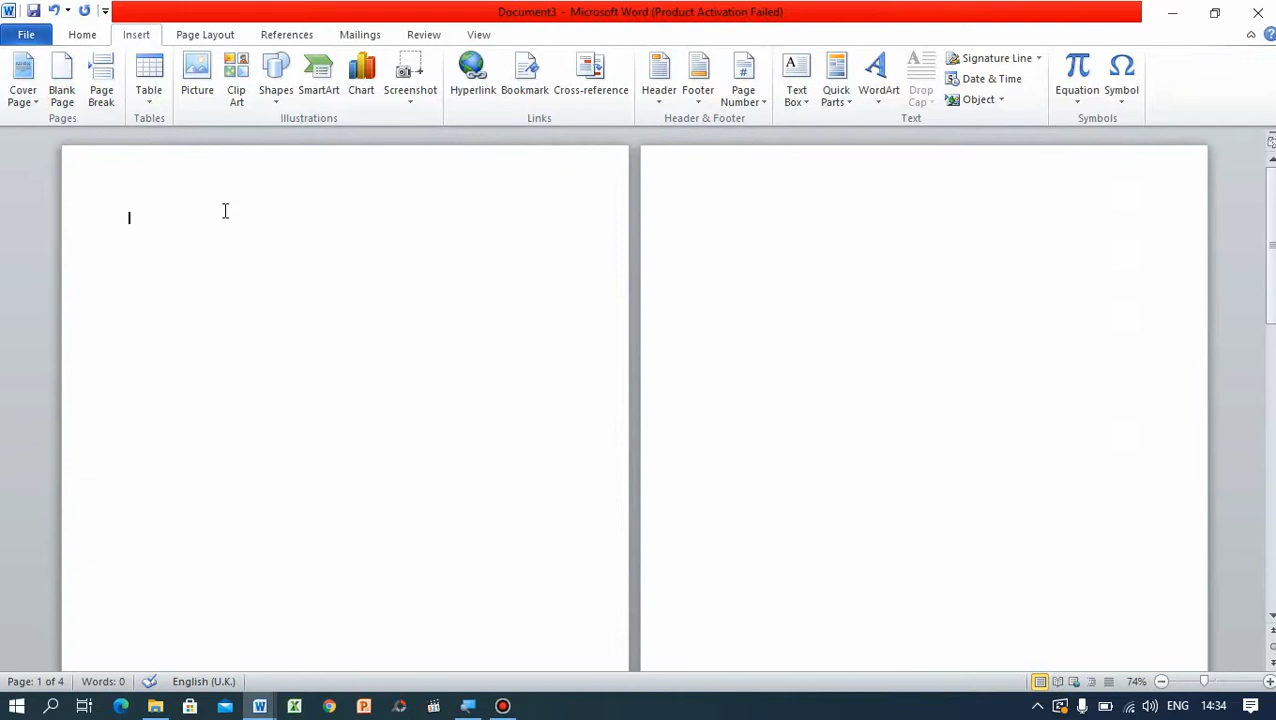 Document3 - Microsoft Word (Product Activation Failed)
File Home Insert Page Layout References Mailings Review View
Cover Page
Blank Page
Page Break
Pages
Table
Tables
Picture
Clip Art
Shapes
SmartArt
Chart
Screenshot
Illustrations
Hyperlink
Bookmark
Cross-reference
Links
Header
Footer
Page Number
Header & Footer
Text Box
Quick Parts
WordArt
Drop Cap
Signature Line
Date & Time
Object
Text
Equation
Symbol
Symbols
Page: 1 of 4 Words: 0 English (U.K.) 74%
ENG 14:34